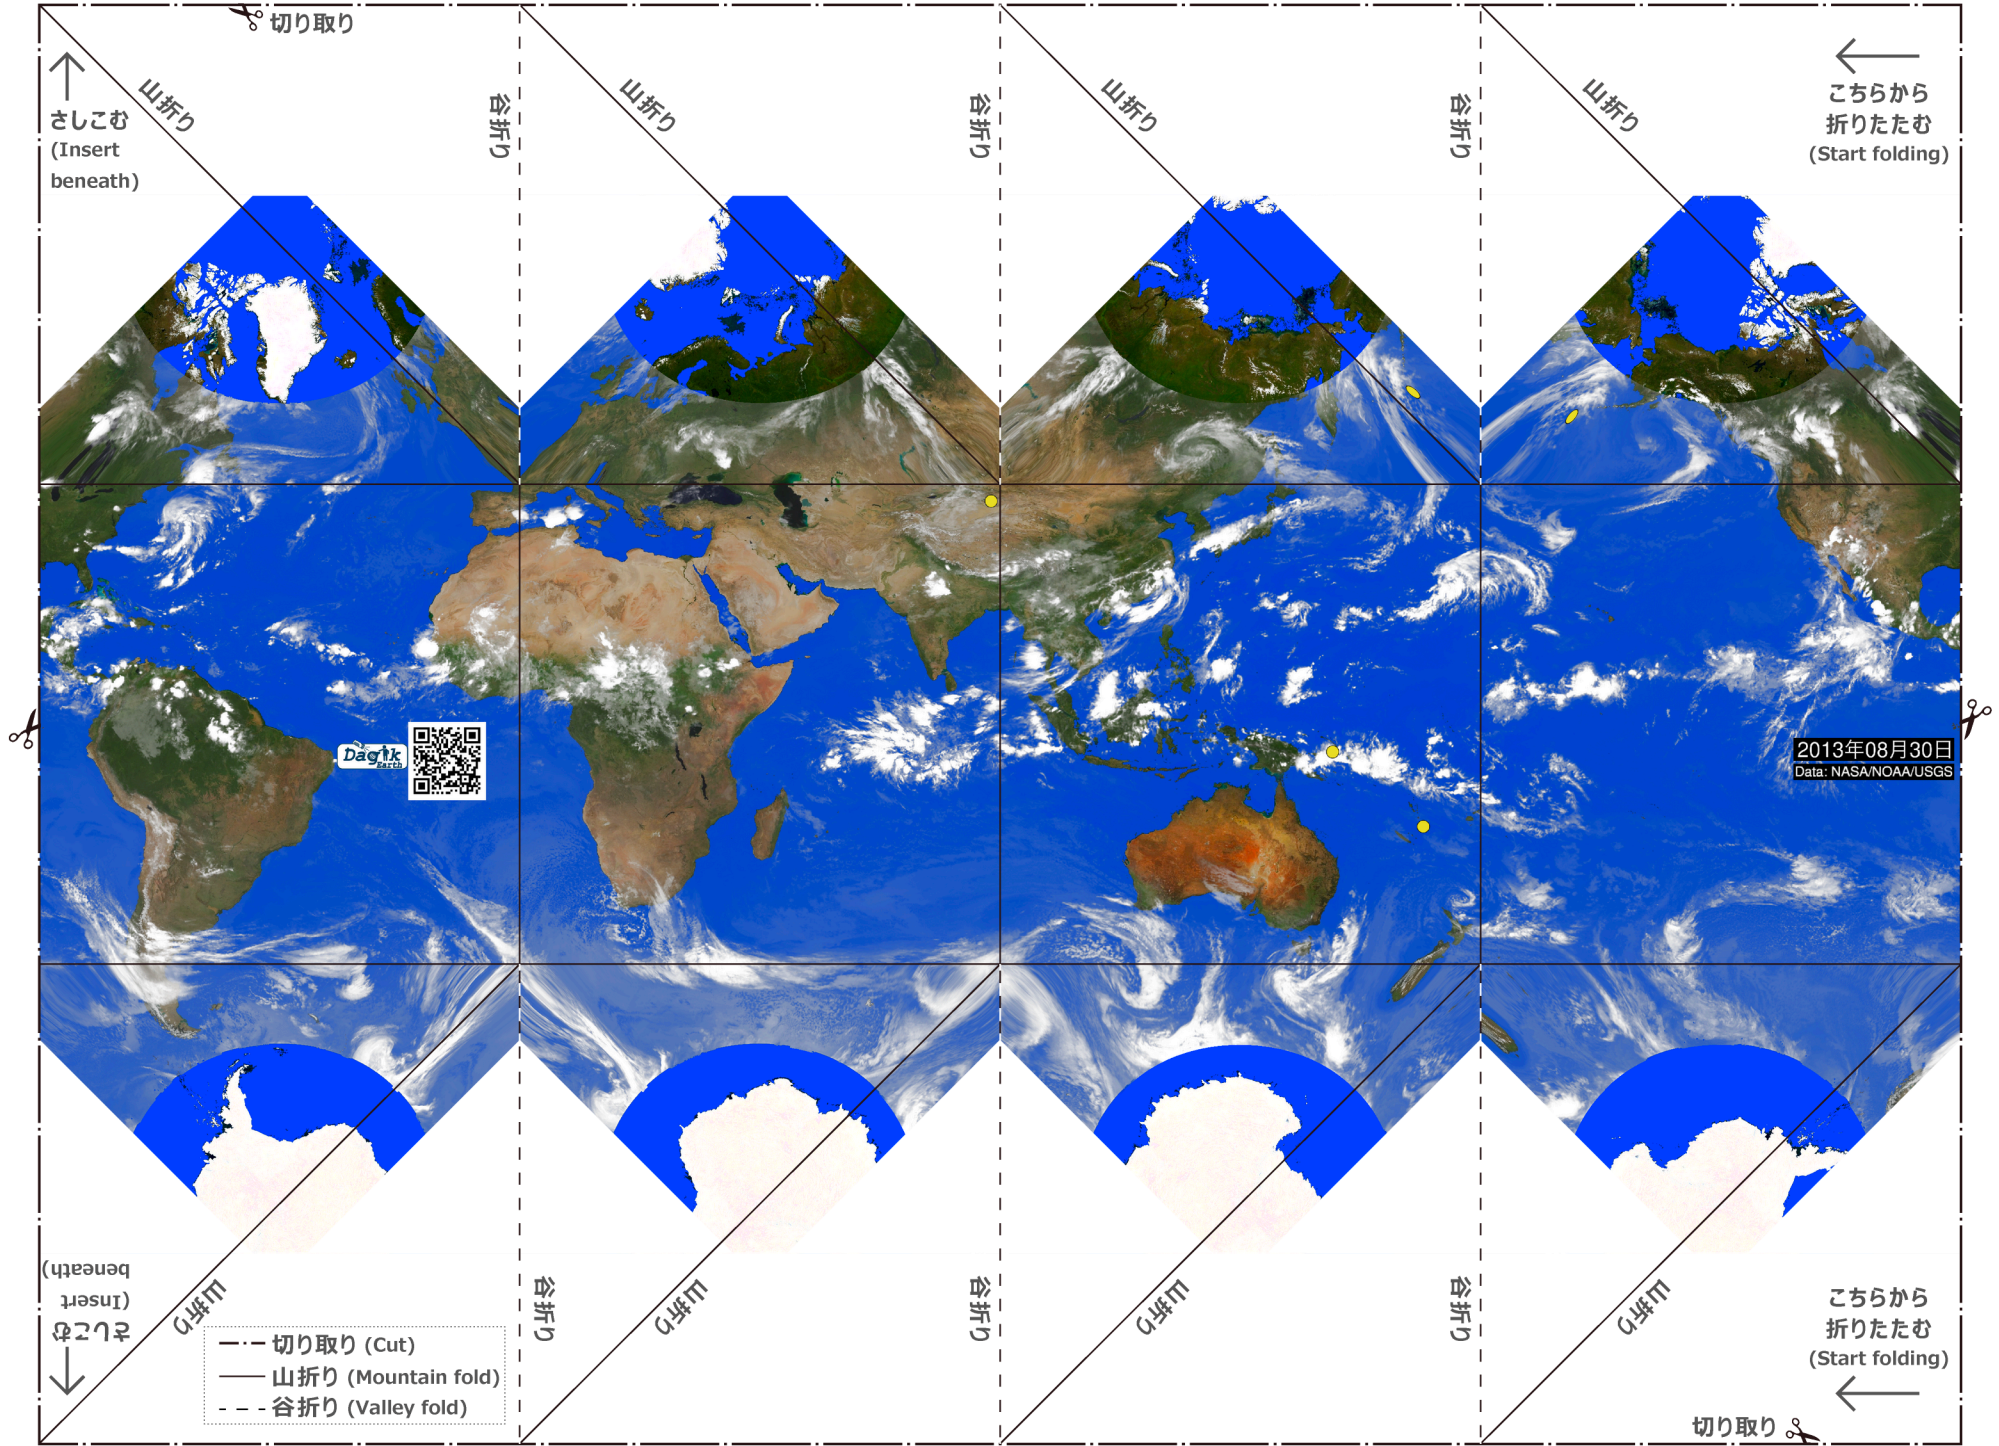 切り取り
さしこむ
(Insert
beneath)
山折り
谷折り
山折り
谷折り
山折り
谷折り
山折り
こちらから
折りたたむ
(Start folding)
Dagik
Earth
2013年08月30日
Data: NASA/NOAA/USGS
さしこむ
(Insert
beneath)
山折り
谷折り
山折り
谷折り
山折り
谷折り
山折り
こちらから
折りたたむ
(Start folding)
切り取り (Cut)
山折り (Mountain fold)
谷折り (Valley fold)
切り取り